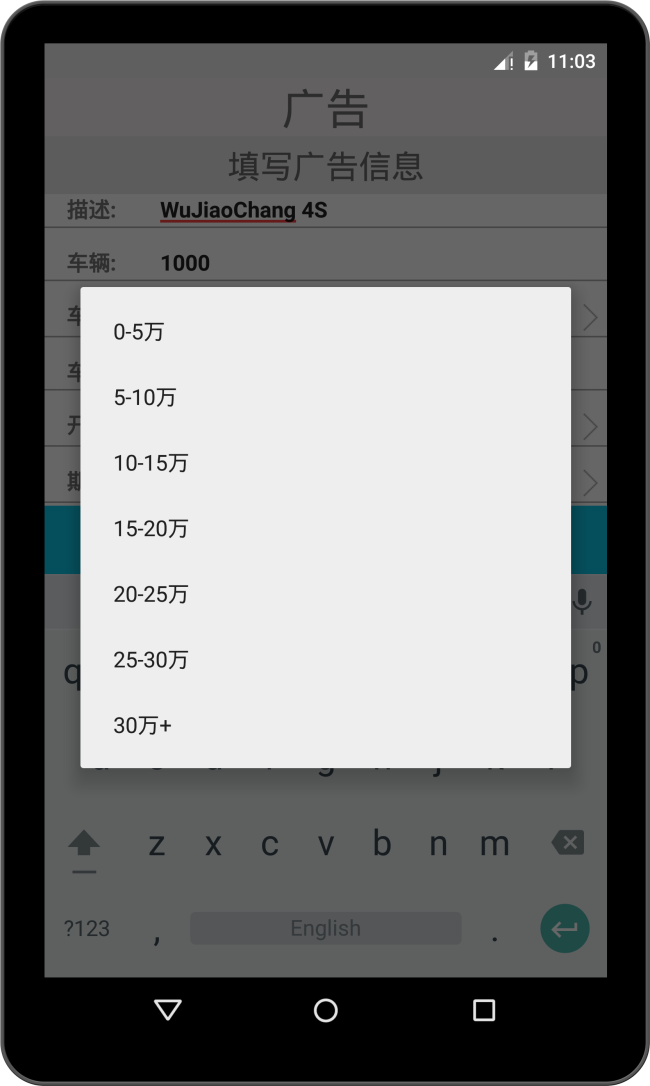 11:03
广告
填写广告信息
描述: WuJiaoChang 4S
车辆: 1000
0-5万
5-10万
10-15万
15-20万
20-25万
25-30万
30万+
0
q p
z x c v b n m
?123 , English .